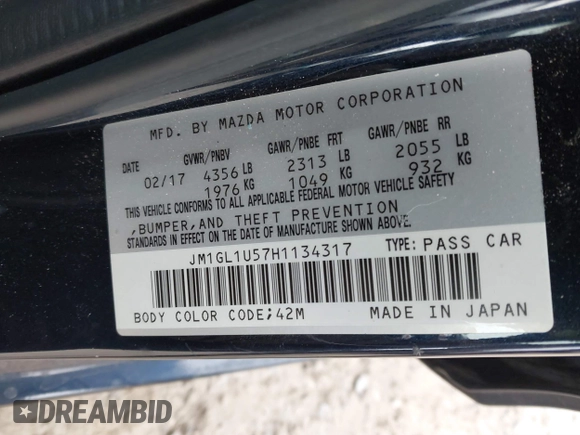 MFD. BY MAZDA MOTOR CORPORATION
DATE GVWR/PNBV GAWR/PNBE FRT GAWR/PNBE RR
02/17 4356 LB 2313 LB 2055 LB
1976 KG 1049 KG 932 KG
THIS VEHICLE CONFORMS TO ALL APPLICABLE FEDERAL MOTOR VEHICLE SAFETY
,BUMPER,AND THEFT PREVENTION
STANDARDS IN EFFECT ON THE DATE OF MANUFACTURE SHOWN ABOVE.
JM1GL1U57H1134317 TYPE: PASS CAR
BODY COLOR CODE;42M MADE IN JAPAN
DREAMBID